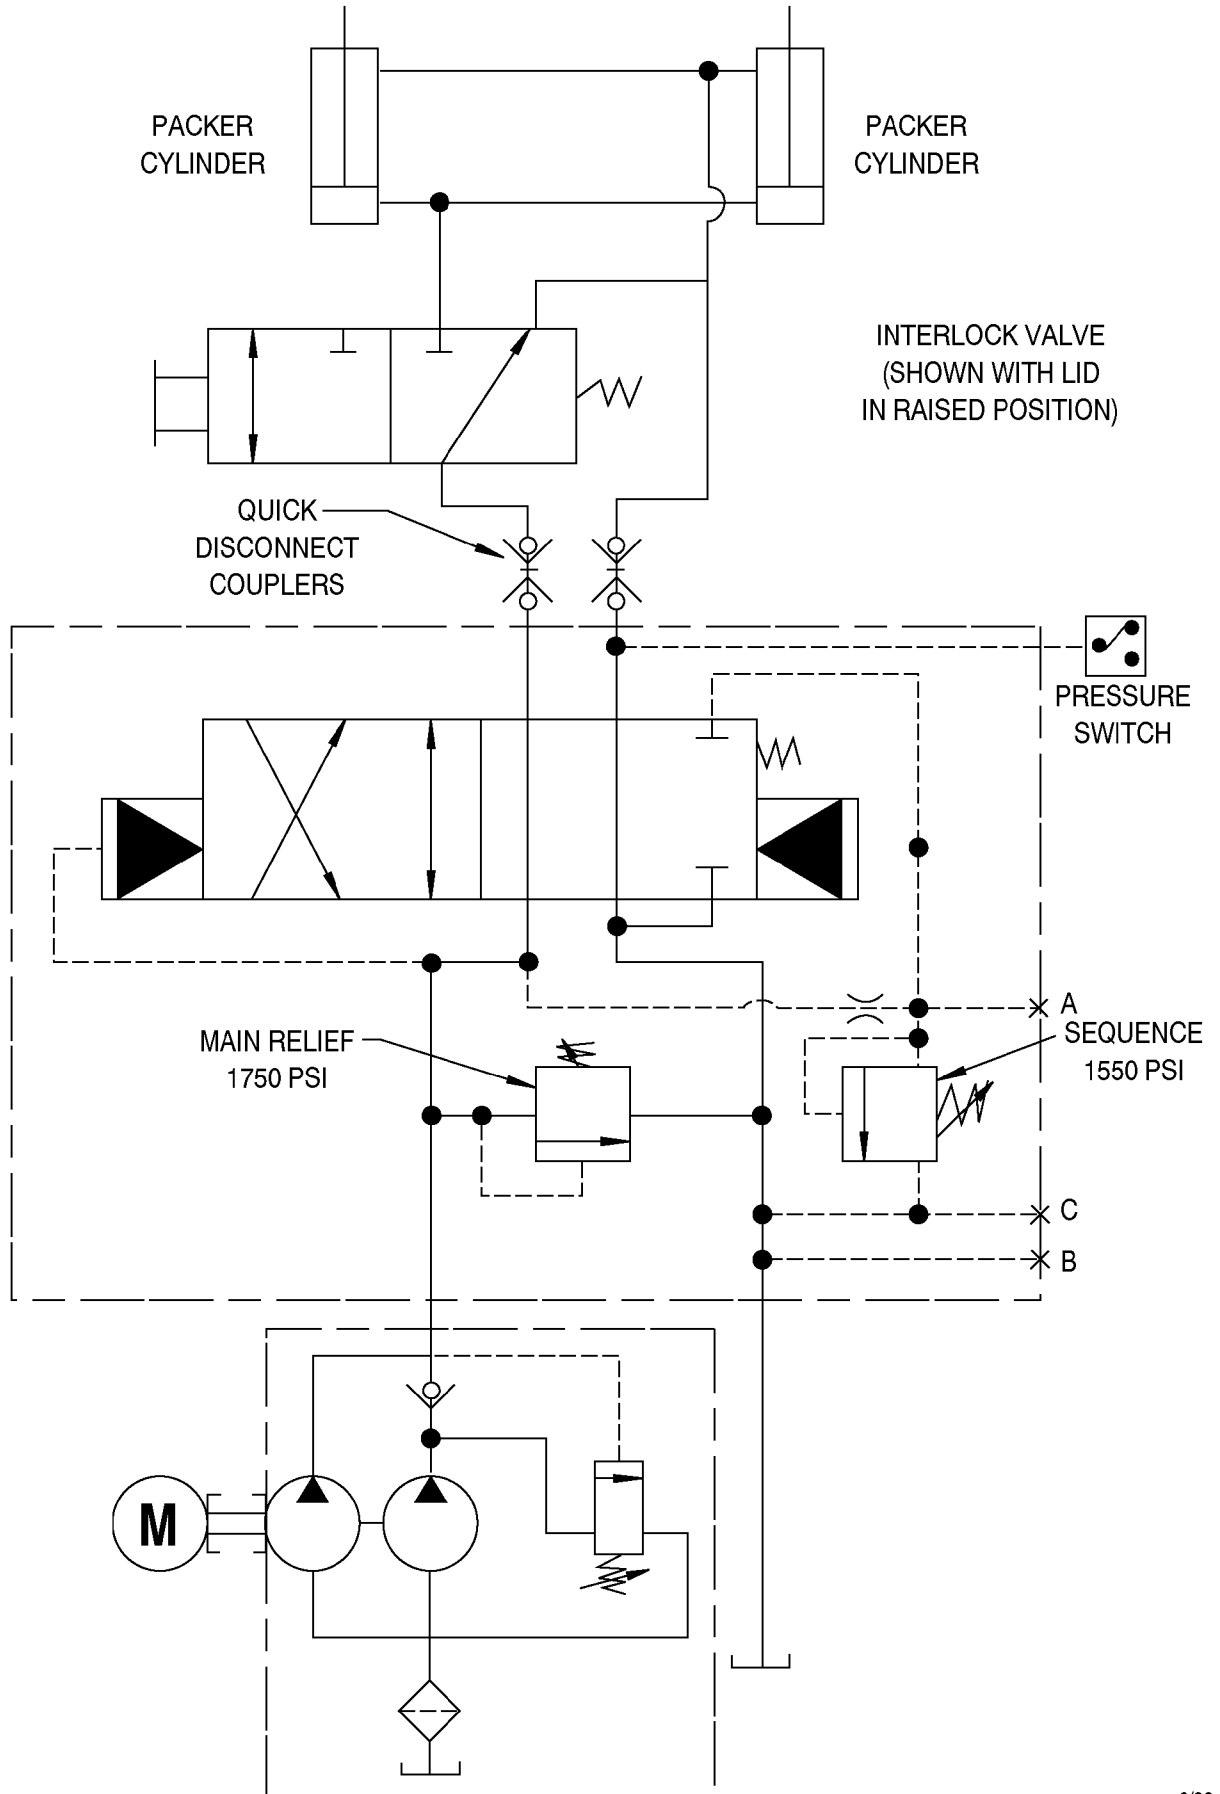 PACKER
CYLINDER
PACKER
CYLINDER
INTERLOCK VALVE
(SHOWN WITH LID
IN RAISED POSITION)
QUICK
DISCONNECT
COUPLERS
PRESSURE
SWITCH
A
MAIN RELIEF
1750 PSI
SEQUENCE
1550 PSI
C
B
M